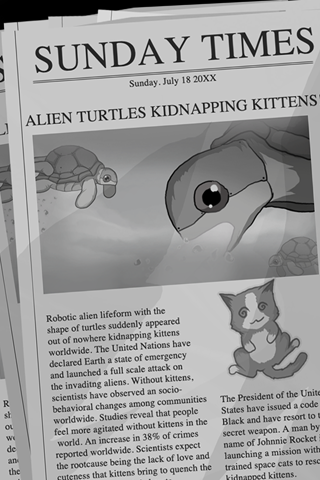 SUNDAY TIMES
Sunday. July 18 20XX
ALIEN TURTLES KIDNAPPING KITTENS
Robotic alien lifeform with the
shape of turtles suddenly appeared
out of nowhere kidnapping kittens
worldwide. The United Nations have
declared Earth a state of emergency
and launched a full scale attack on
the invaditng aliens. Without kittens,
scientists have observed an socio-
behavioral changes among communities
worldwide. Studies reveal that people
feel more agitated without kittens in the
world. An increase in 38% of crimes
reported worldwide. Scientists expect
the rootcause being the lack of love and
cuteness that kittens bring to quench the
The President of the United
States have issued a code
Black and have resort to t
secret weapon. A man by
name of Johnnie Rocket i
launching a mission with
trained space cats to resc
kidnapped kittens.